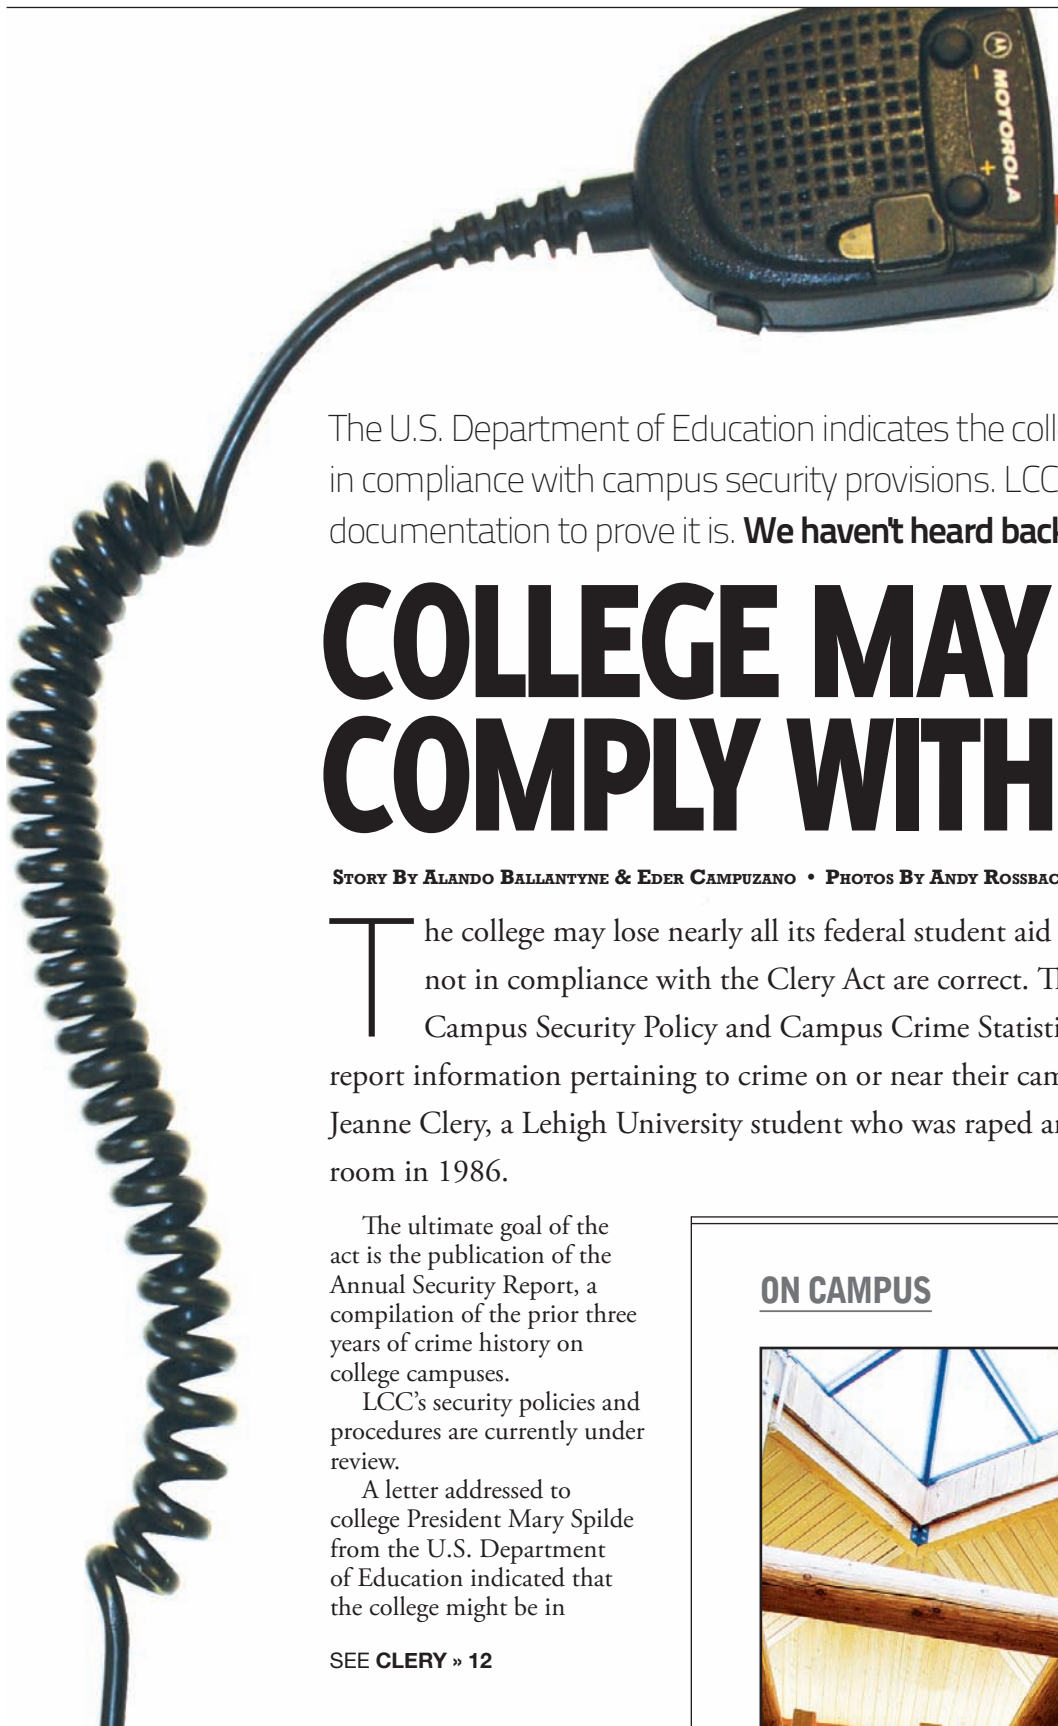 MOTOROLA
The U.S. Department of Education indicates the coll
in compliance with campus security provisions. LCC
documentation to prove it is. We haven't heard back
COLLEGE MAY
COMPLY WITH
STORY BY ALANDO BALLANTYNE & EDER CAMPUZANO • PHOTOS BY ANDY ROSSBAC
The college may lose nearly all its federal student aid
not in compliance with the Clery Act are correct. Th
Campus Security Policy and Campus Crime Statisti
report information pertaining to crime on or near their cam
Jeanne Clery, a Lehigh University student who was raped an
room in 1986.
The ultimate goal of the
act is the publication of the
Annual Security Report, a
compilation of the prior three
years of crime history on
college campuses.
LCC's security policies and
procedures are currently under
review.
A letter addressed to
college President Mary Spilde
from the U.S. Department
of Education indicated that
the college might be in
SEE CLERY » 12
ON CAMPUS